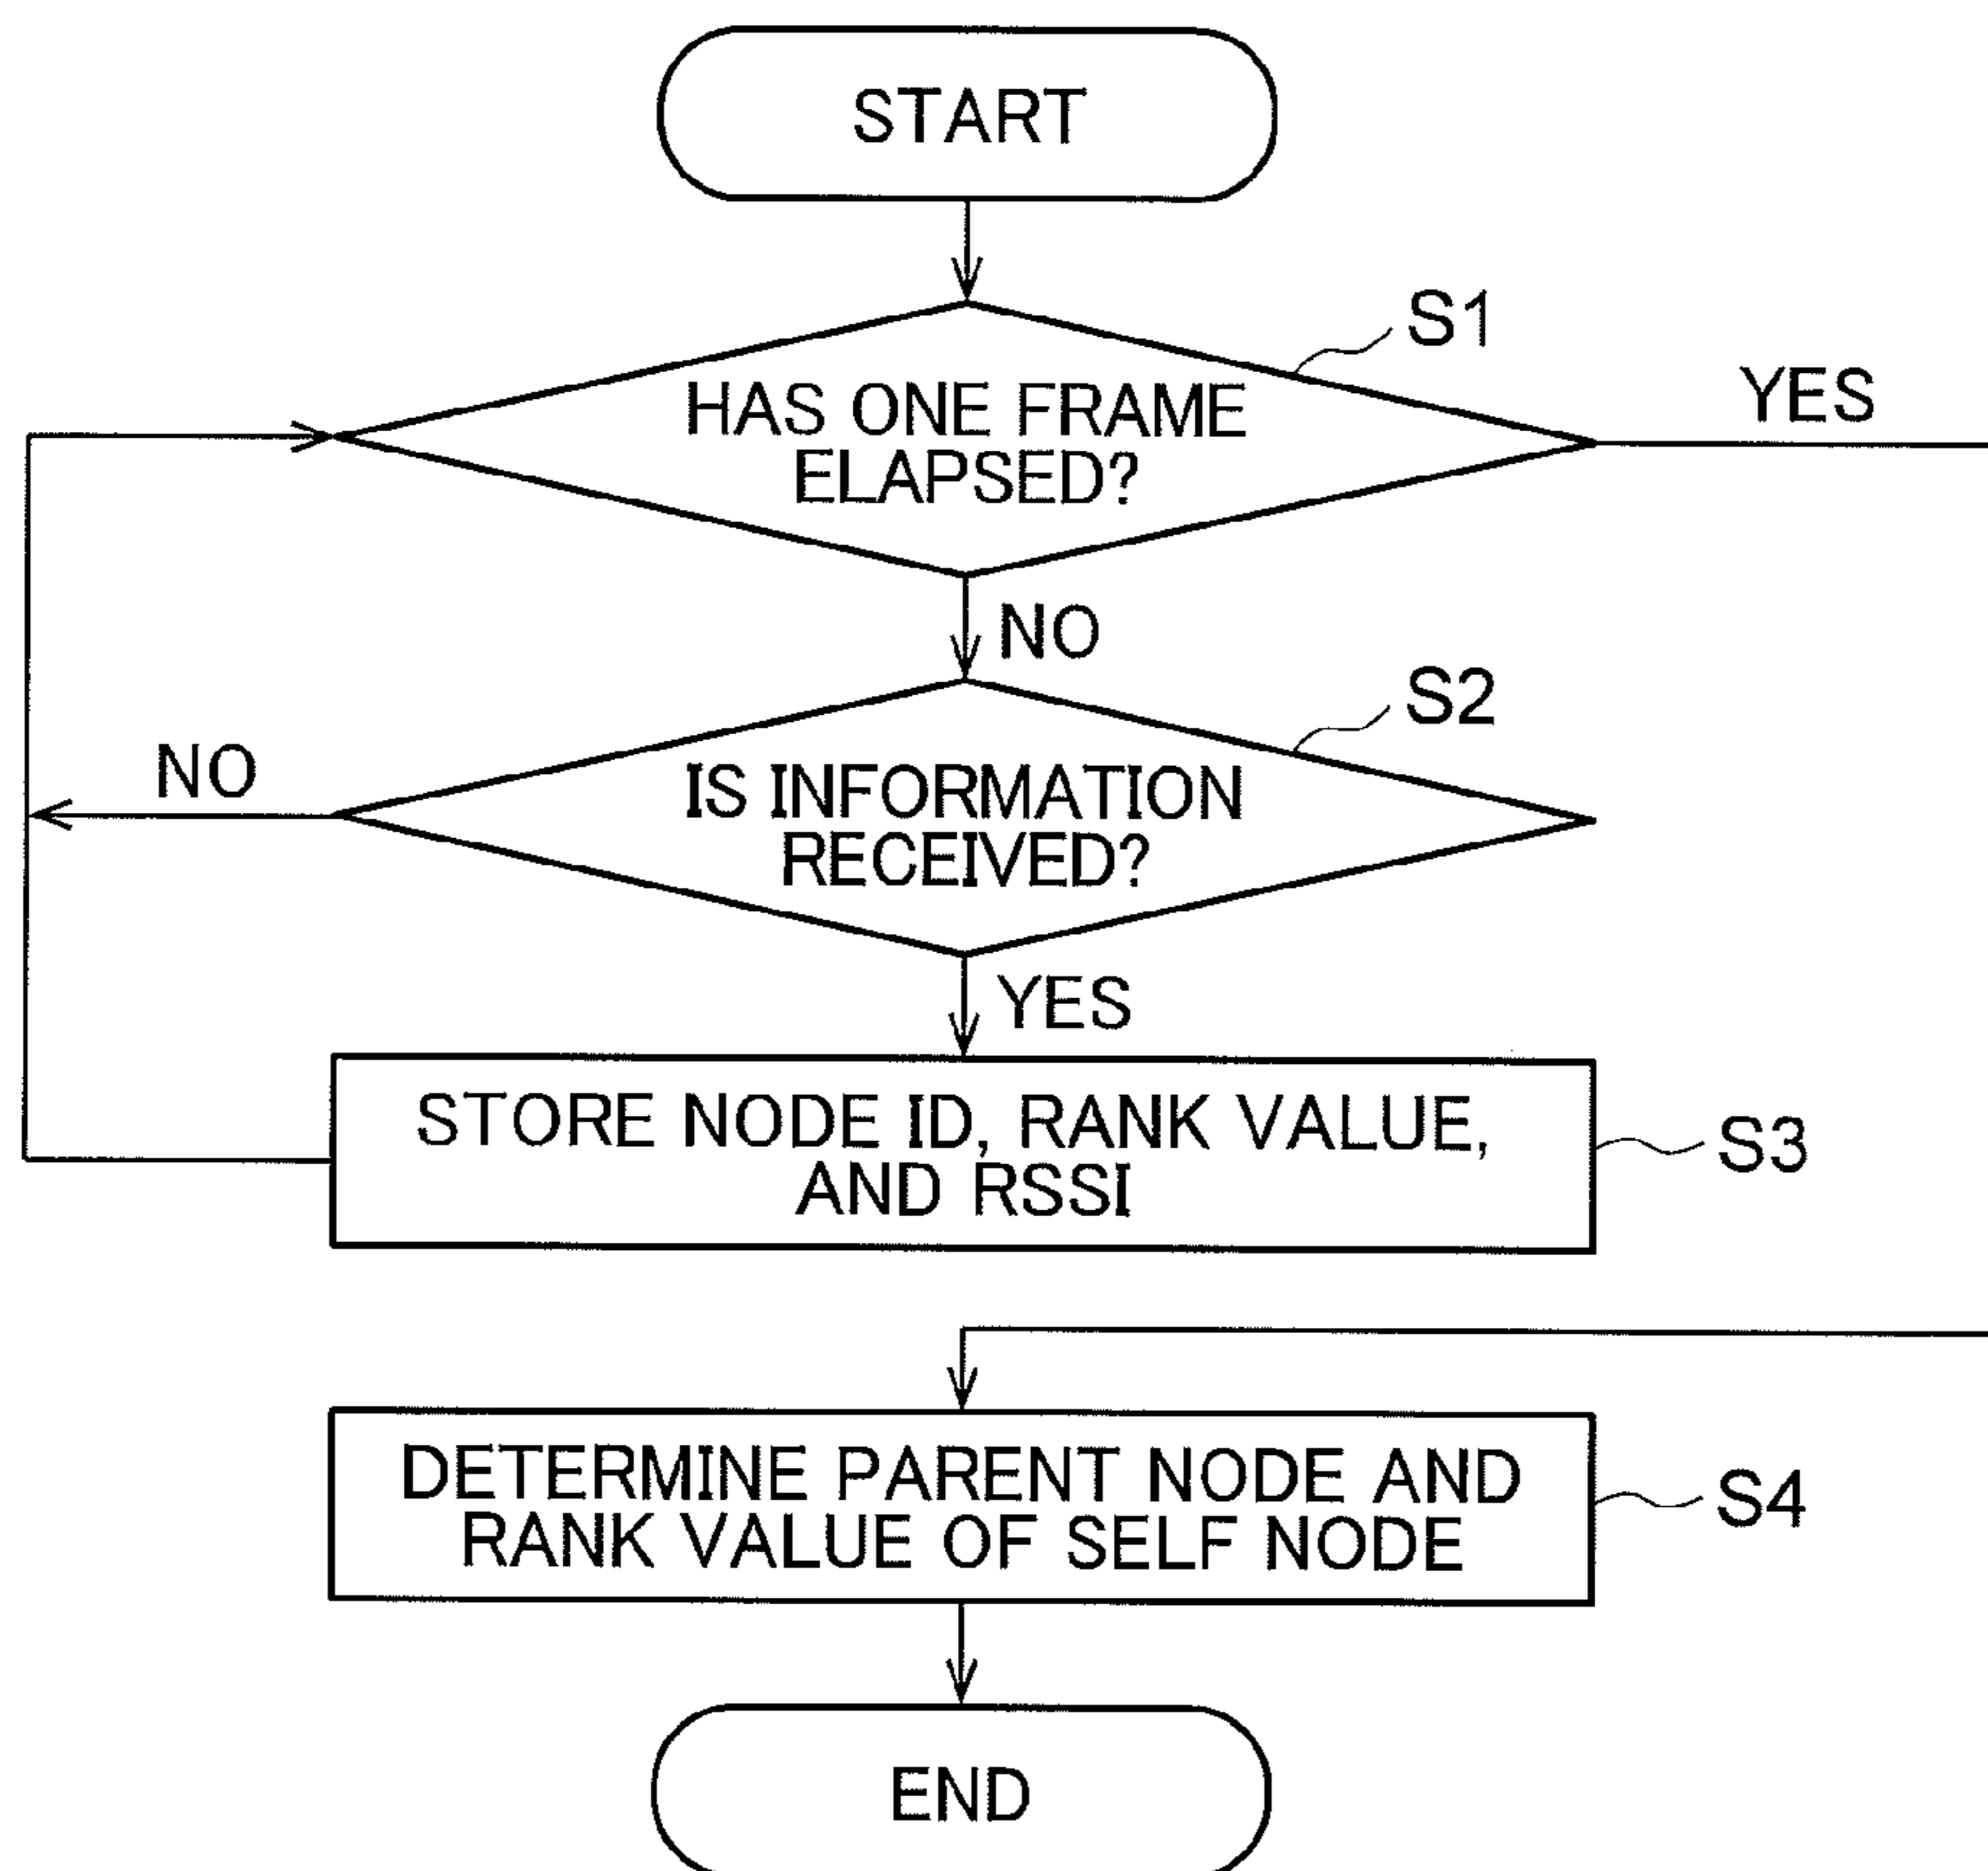 START
S1
HAS ONE FRAME
ELAPSED?
YES
NO
S2
IS INFORMATION
RECEIVED?
NO
YES
STORE NODE ID, RANK VALUE,
AND RSSI
S3
DETERMINE PARENT NODE AND
RANK VALUE OF SELF NODE
S4
END